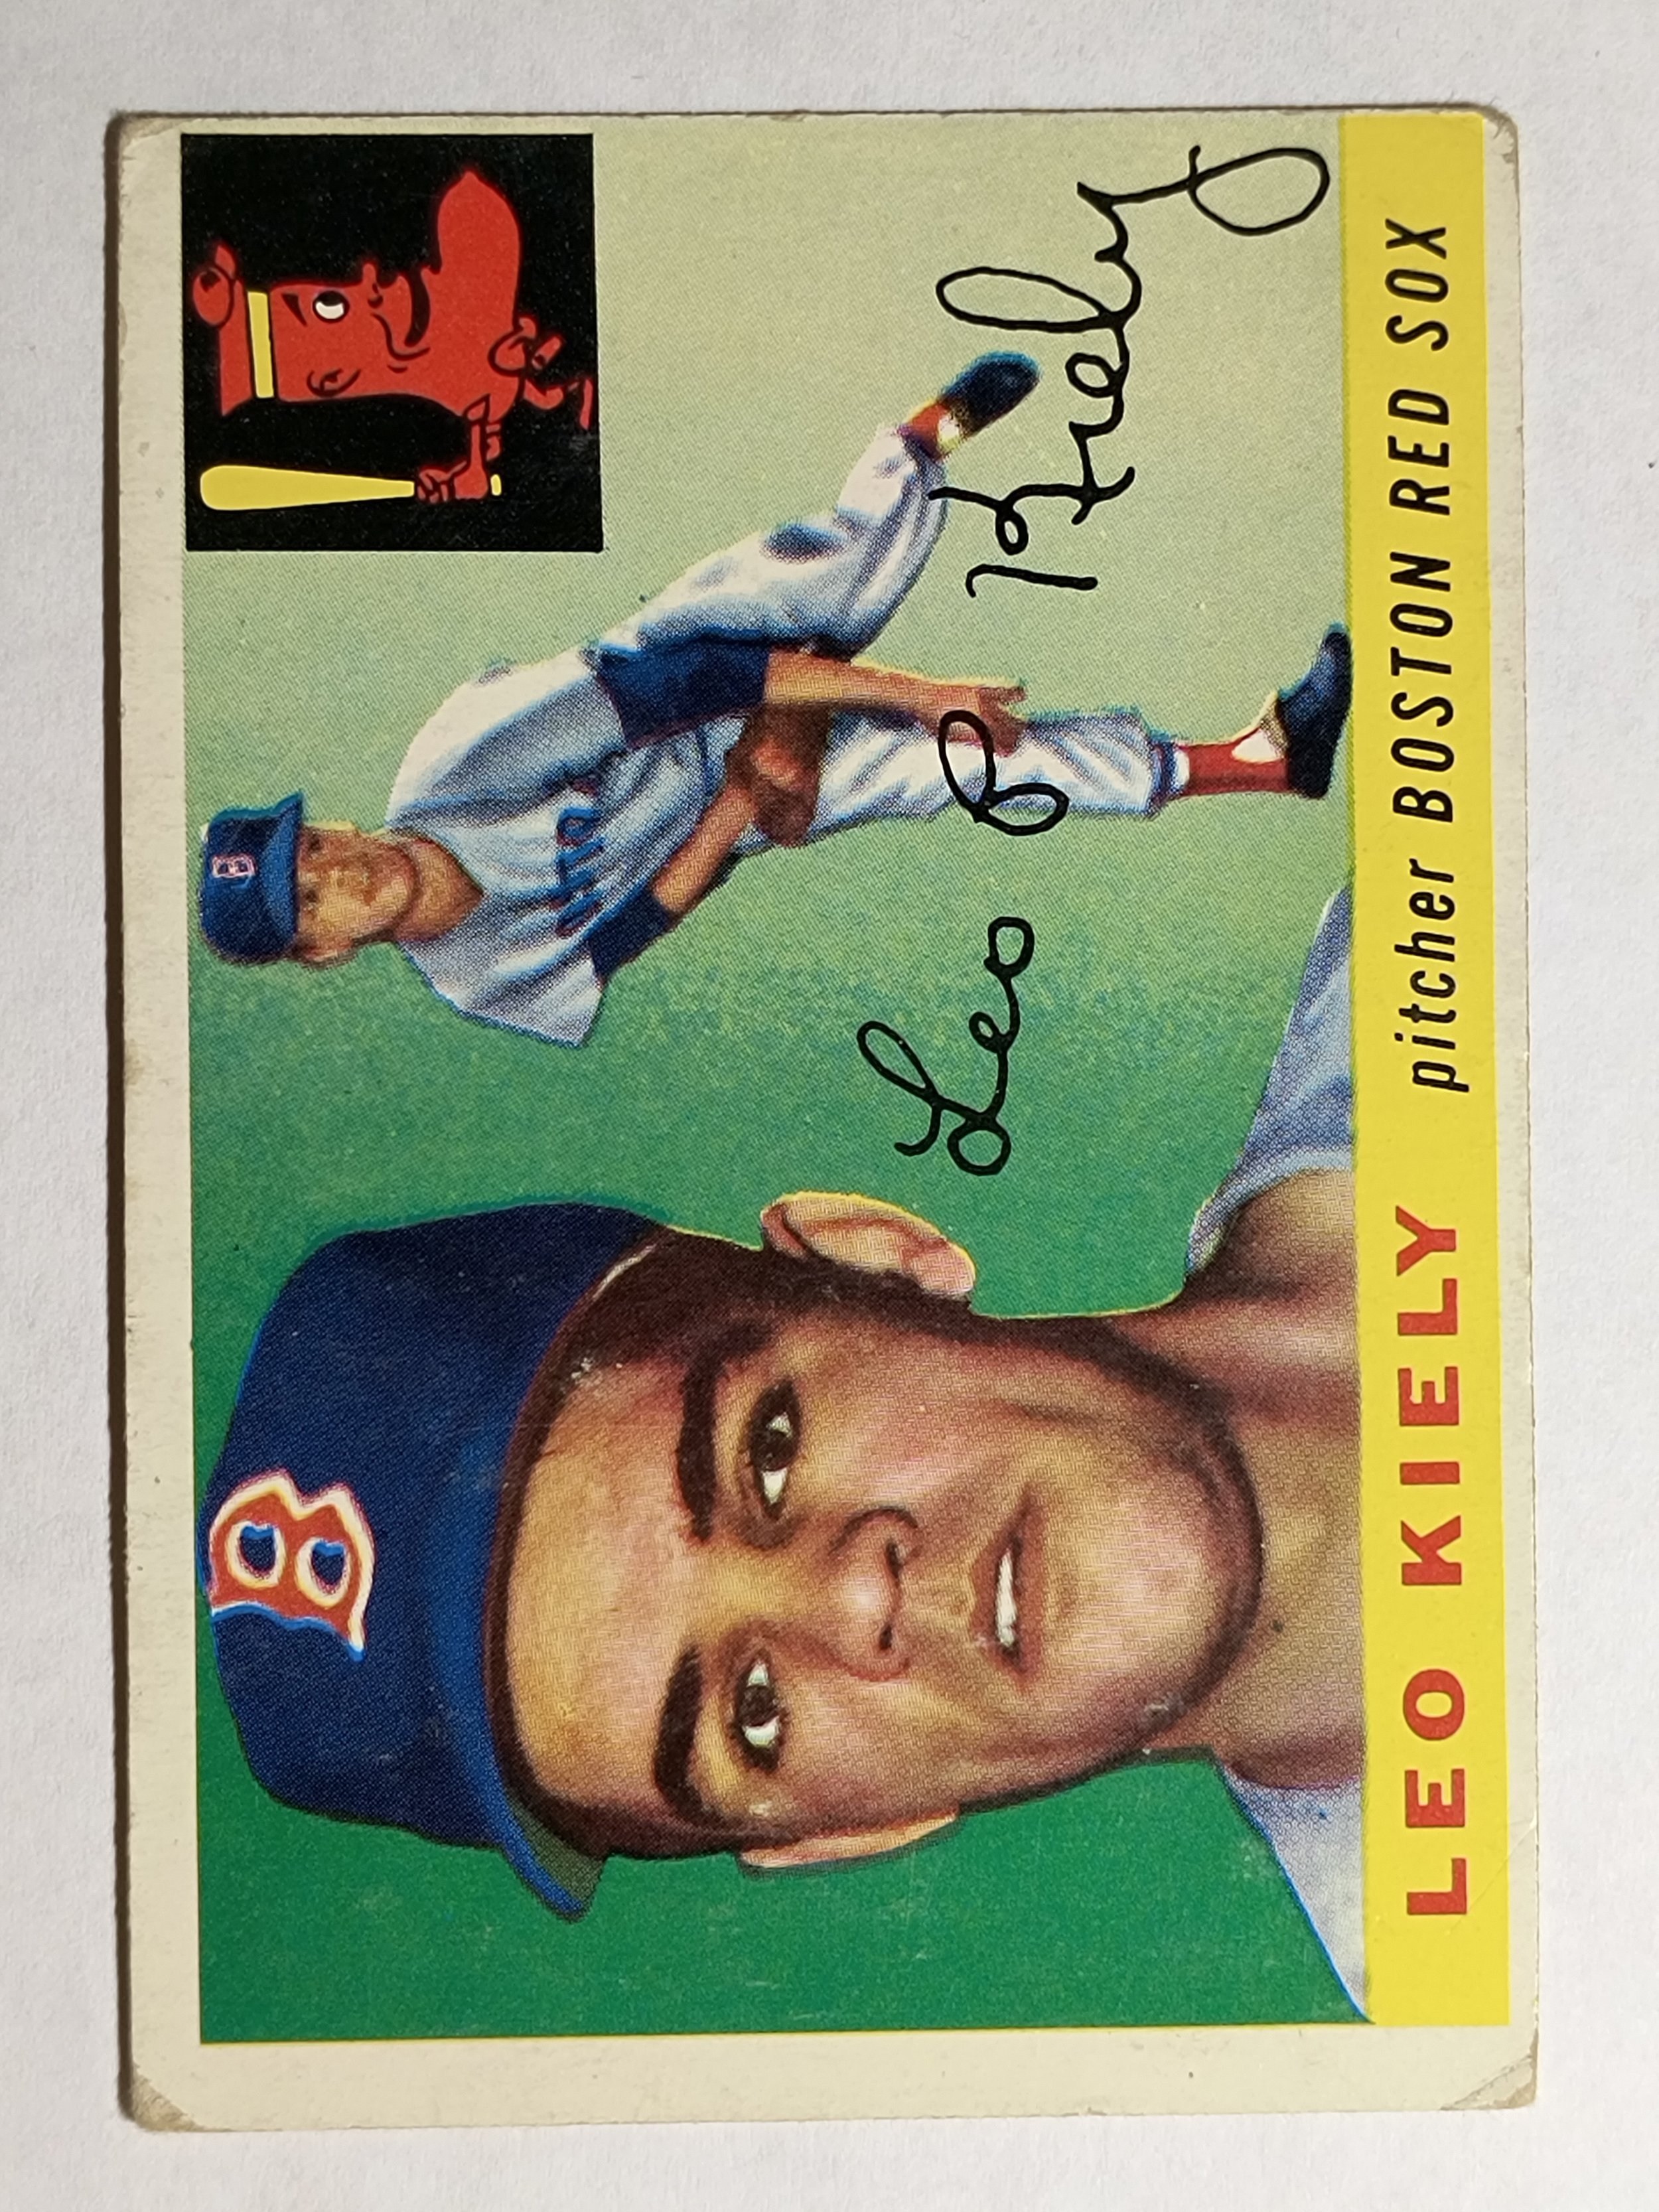 B
B
Leo P Kiely
LEO KIELY pitcher BOSTON RED SOX